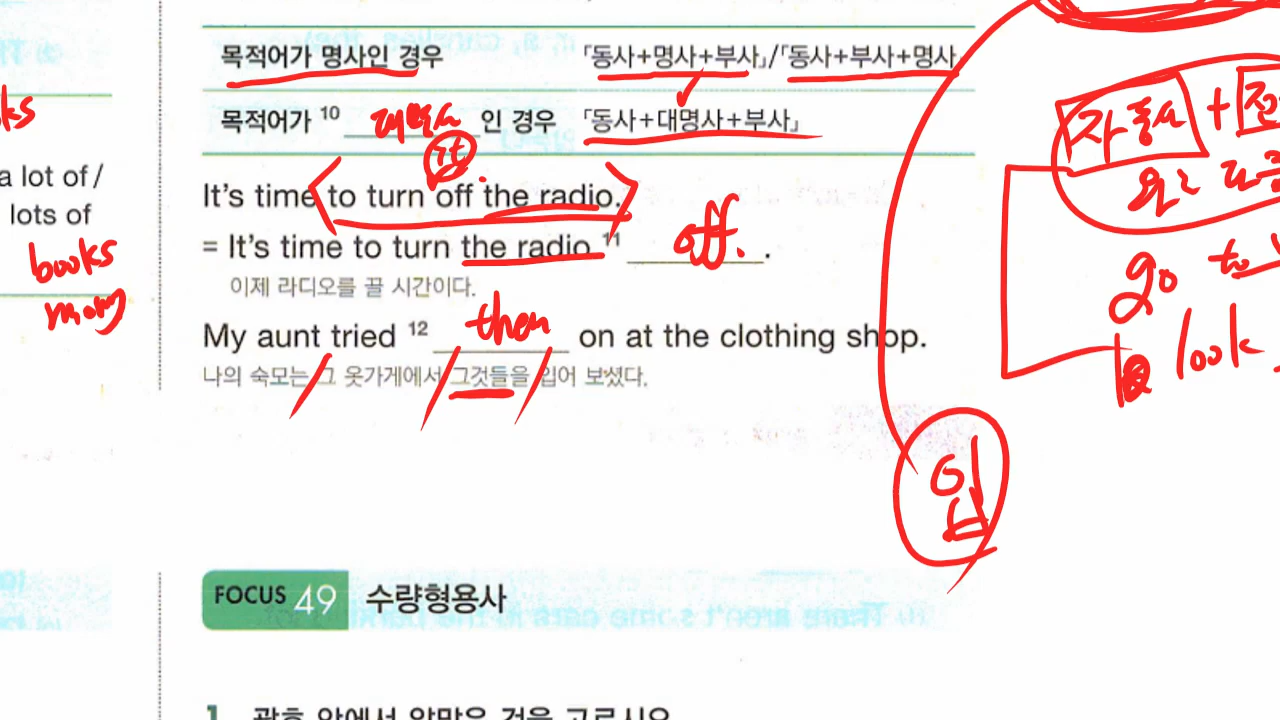 목적어가 명사인 경우 「동사+명사+부사」/「동사+부사+명사
목적어가 10 대명사 인 경우 「동사+대명사+부사」
it
It's time to turn off the radio.
= It's time to turn the radio 11 off. .
이제 라디오를 끌 시간이다.
My aunt tried 12 then on at the clothing shop.
나의 숙모는 그 옷가게에서 그것들을 입어 보셨다.
a lot of /
lots of
books
many
자동사 + 전
go to
look
입
FOCUS 49 수량형용사